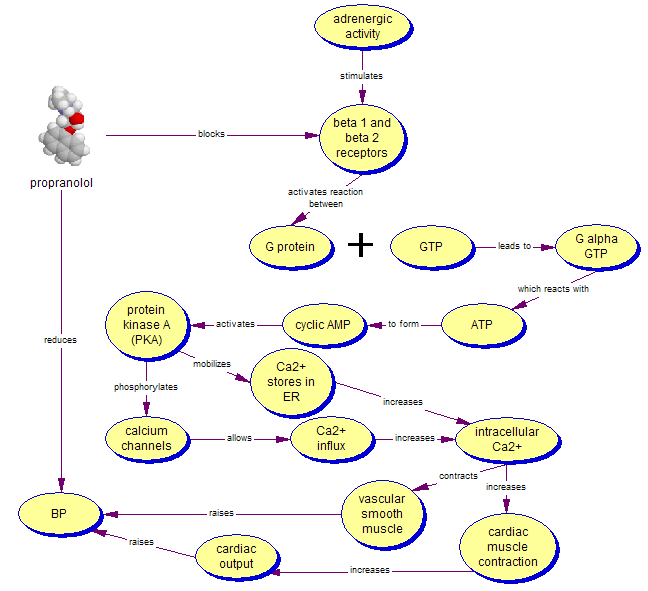 adrenergic
activity
stimulates
beta 1 and
beta 2
receptors
blocks
propranolol
activates reaction
between
G protein
+
GTP
leads to
G alpha
GTP
which reacts with
ATP
to form
cyclic AMP
activates
protein
kinase A
(PKA)
mobilizes
Ca2+
stores in
ER
increases
reduces
phosphorylates
calcium
channels
allows
Ca2+
influx
increases
intracellular
Ca2+
contracts
increases
vascular
smooth
muscle
raises
BP
cardiac
muscle
contraction
increases
cardiac
output
raises